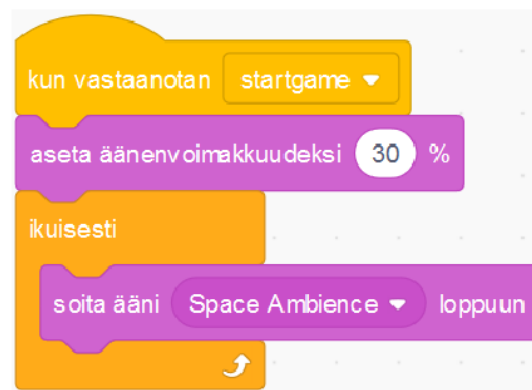 kun vastaanotan startgame
aseta äänenvoimakkuudeksi 30 %
ikuisesti
soita ääni Space Ambience loppuun